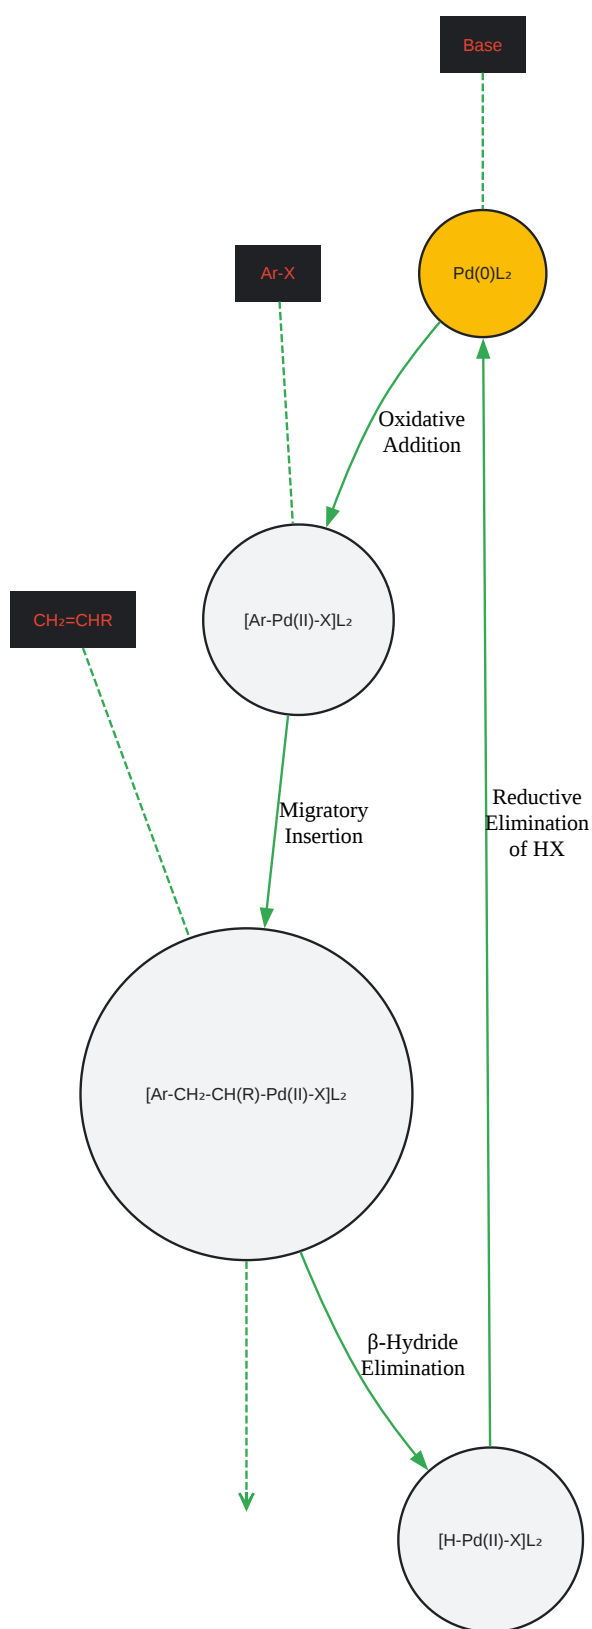 Base
Ar-X
Pd(0)L₂
Oxidative
Addition
CH₂=CHR
[Ar-Pd(II)-X]L₂
Migratory
Insertion
Reductive
Elimination
of HX
[Ar-CH₂-CH(R)-Pd(II)-X]L₂
β-Hydride
Elimination
[H-Pd(II)-X]L₂